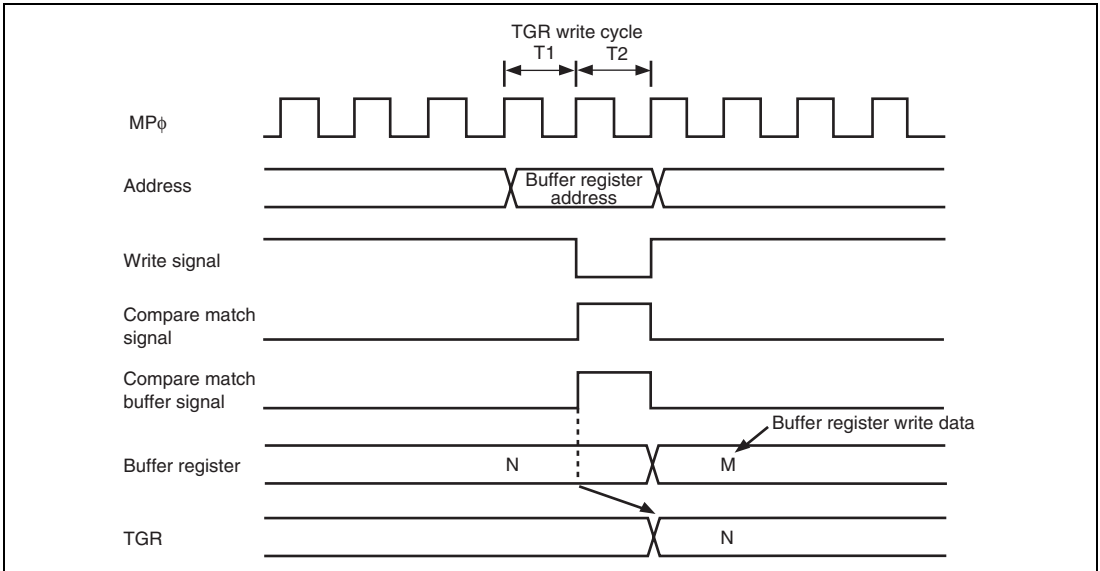 TGR write cycle
T1 T2
MPϕ
Address
Buffer register
address
Write signal
Compare match
signal
Compare match
buffer signal
Buffer register write data
Buffer register N M
TGR N